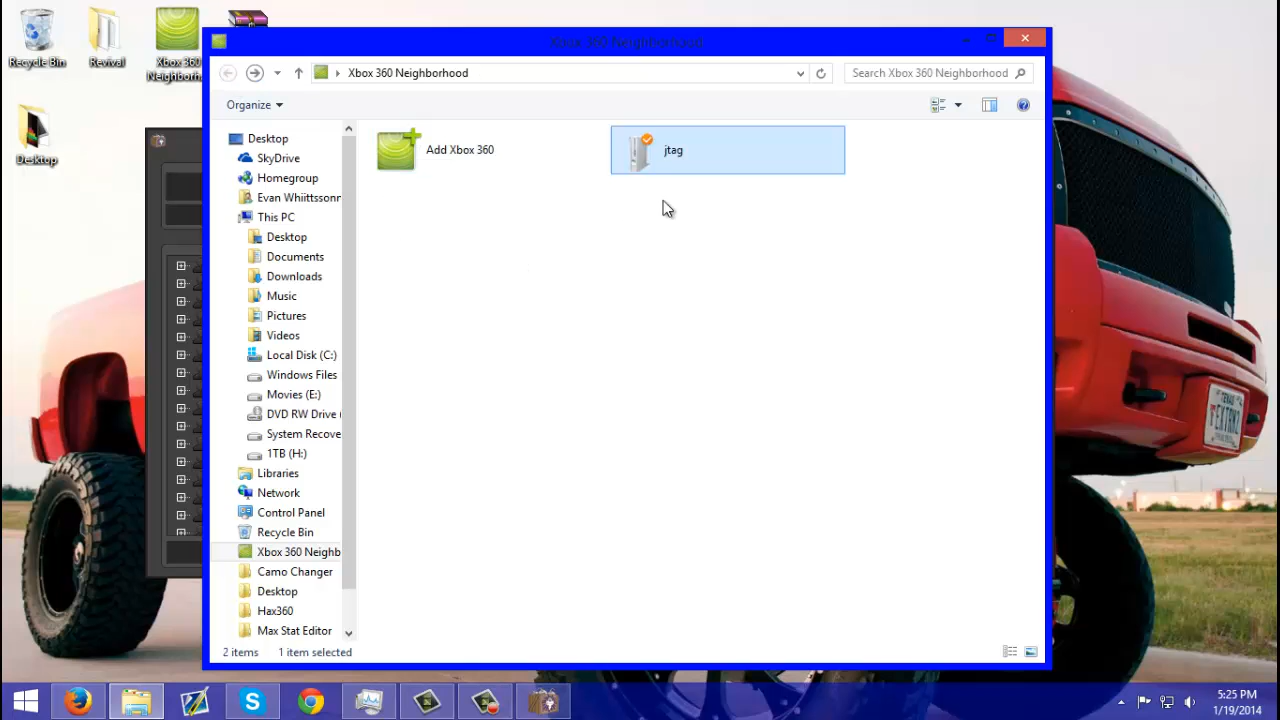 Recycle Bin
Revival
Xbox 360
Neighborh...
Desktop
Xbox 360 Neighborhood
Xbox 360 Neighborhood
Search Xbox 360 Neighborhood
Organize
Desktop
SkyDrive
Homegroup
Evan Whiittsonn
This PC
Desktop
Documents
Downloads
Music
Pictures
Videos
Local Disk (C:)
Windows Files
Movies (E:)
DVD RW Drive (
System Recove
1TB (H:)
Libraries
Network
Control Panel
Recycle Bin
Xbox 360 Neighb
Camo Changer
Desktop
Hax360
Max Stat Editor
Add Xbox 360
jtag
2 items
1 item selected
TEXAS
5:25 PM
1/19/2014